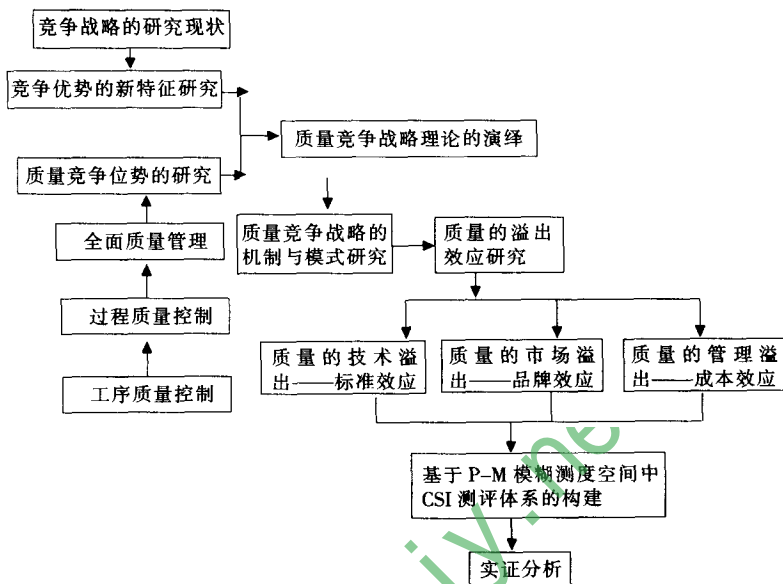 竞争战略的研究现状
竞争优势的新特征研究
质量竞争战略理论的演绎
质量竞争位势的研究
全面质量管理
质量竞争战略的
机制与模式研究
质量的溢出
效应研究
过程质量控制
工序质量控制
质量的技术溢
出——标准效应
质量的市场溢
出——品牌效应
质量的管理溢
出——成本效应
基于 P-M 模糊测度空间中
CSI 测评体系的构建
实证分析